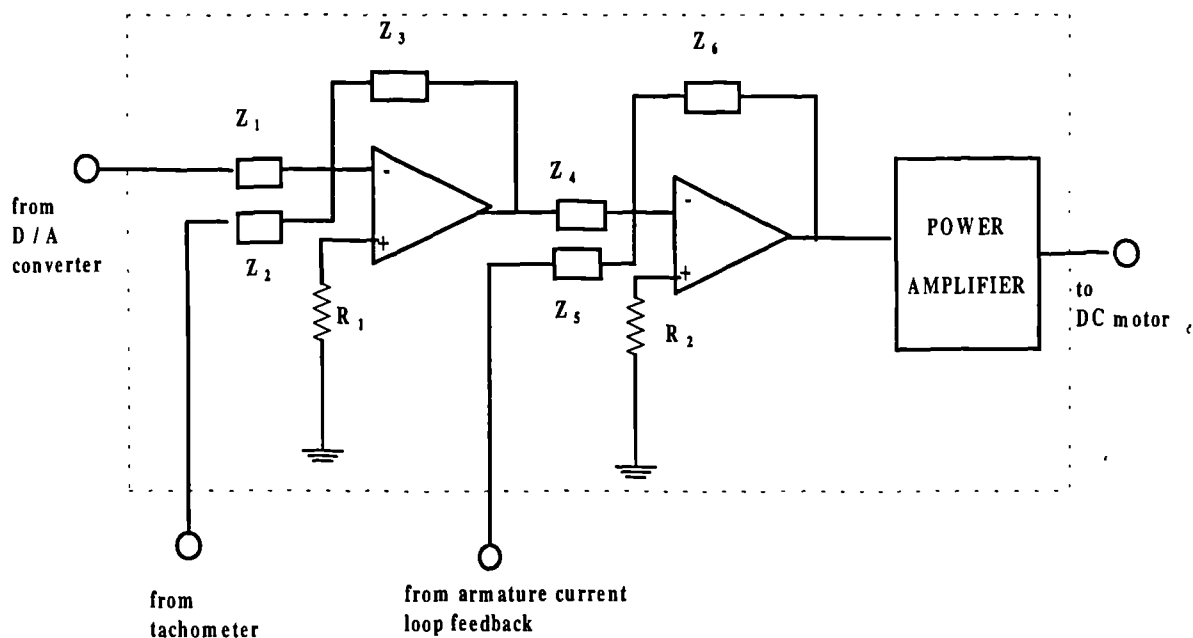 Z 3
Z 6
Z 1
Z 4
-
-
from
D / A
converter
Z 2
+
R 1
Z 5
+
R 2
POWER
AMPLIFIER
to
DC motor
from
tachometer
from armature current
loop feedback